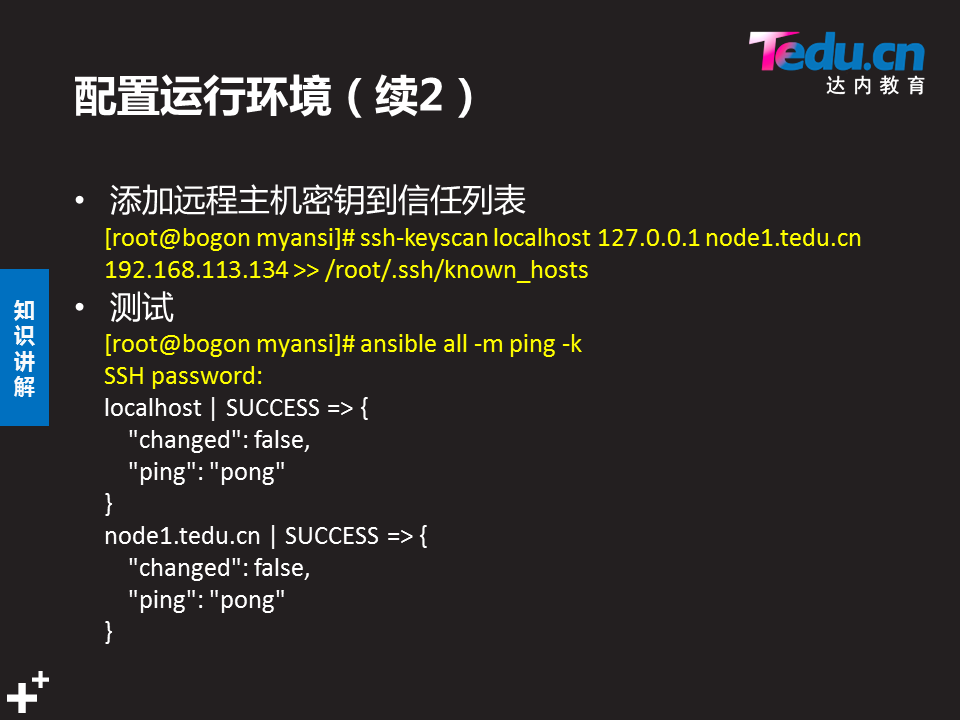 Tedu.cn
达内教育
配置运行环境（续2）
• 添加远程主机密钥到信任列表
[root@bogon myansi]# ssh-keyscan localhost 127.0.0.1 node1.tedu.cn
192.168.113.134 >> /root/.ssh/known_hosts
• 测试
[root@bogon myansi]# ansible all -m ping -k
SSH password:
localhost | SUCCESS => {
"changed": false,
"ping": "pong"
}
node1.tedu.cn | SUCCESS => {
"changed": false,
"ping": "pong"
}
知识讲解